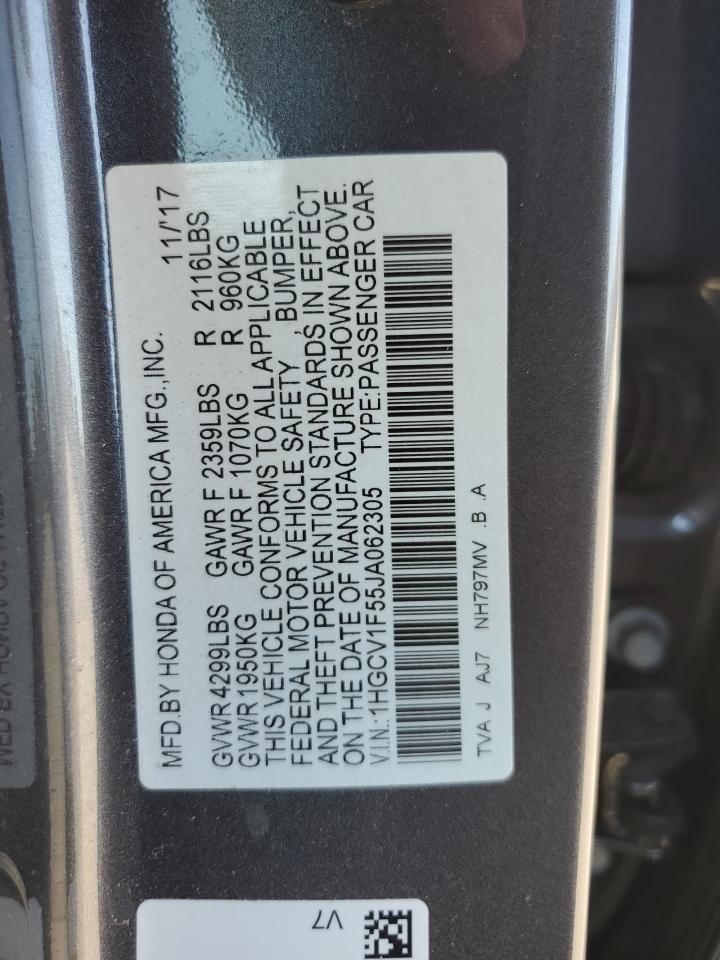 MFD.BY HONDA OF AMERICA MFG.,INC. 11/'17
GVWR 4299LBS GAWR F 2359LBS R 2116LBS
GVWR 1950KG GAWR F 1070KG R 960KG
THIS VEHICLE CONFORMS TO ALL APPLICABLE
FEDERAL MOTOR VEHICLE SAFETY, BUMPER,
AND THEFT PREVENTION STANDARDS IN EFFECT
ON THE DATE OF MANUFACTURE SHOWN ABOVE.
V.I.N.:1HGCV1F55JA062305 TYPE:PASSENGER CAR
TVA J AJ7 NH797MV .B .A
V7